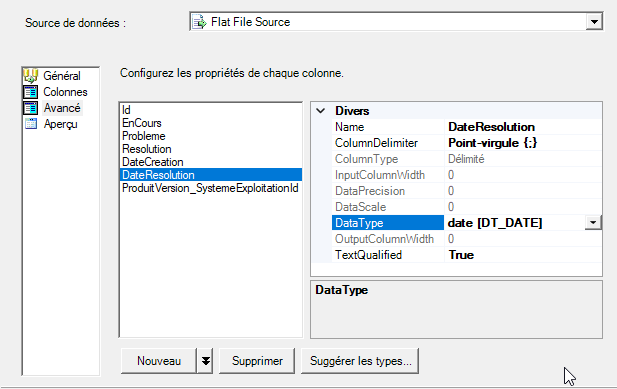 Source de données :
Flat File Source
Général
Colonnes
Avancé
Aperçu
Configurez les propriétés de chaque colonne.
Id
EnCours
Probleme
Resolution
DateCreation
DateResolution
ProduitVersion_SystemeExploitationId
Divers
Name DateResolution
ColumnDelimiter Point-virgule {;}
ColumnType Délimité
InputColumnWidth 0
DataPrecision 0
DataScale 0
DataType date [DT_DATE]
OutputColumnWidth 0
TextQualified True
DataType
Nouveau
Supprimer
Suggérer les types...